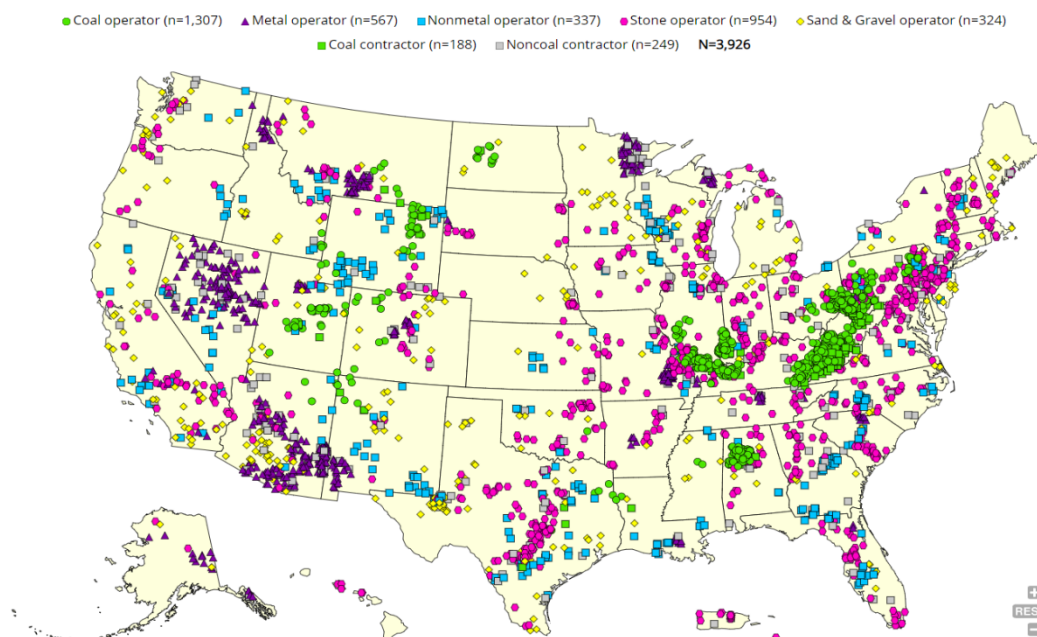 Coal operator (n=1,307) Metal operator (n=567) Nonmetal operator (n=337) Stone operator (n=954) Sand & Gravel operator (n=324)
Coal contractor (n=188) Noncoal contractor (n=249) N=3,926
+
RES
−